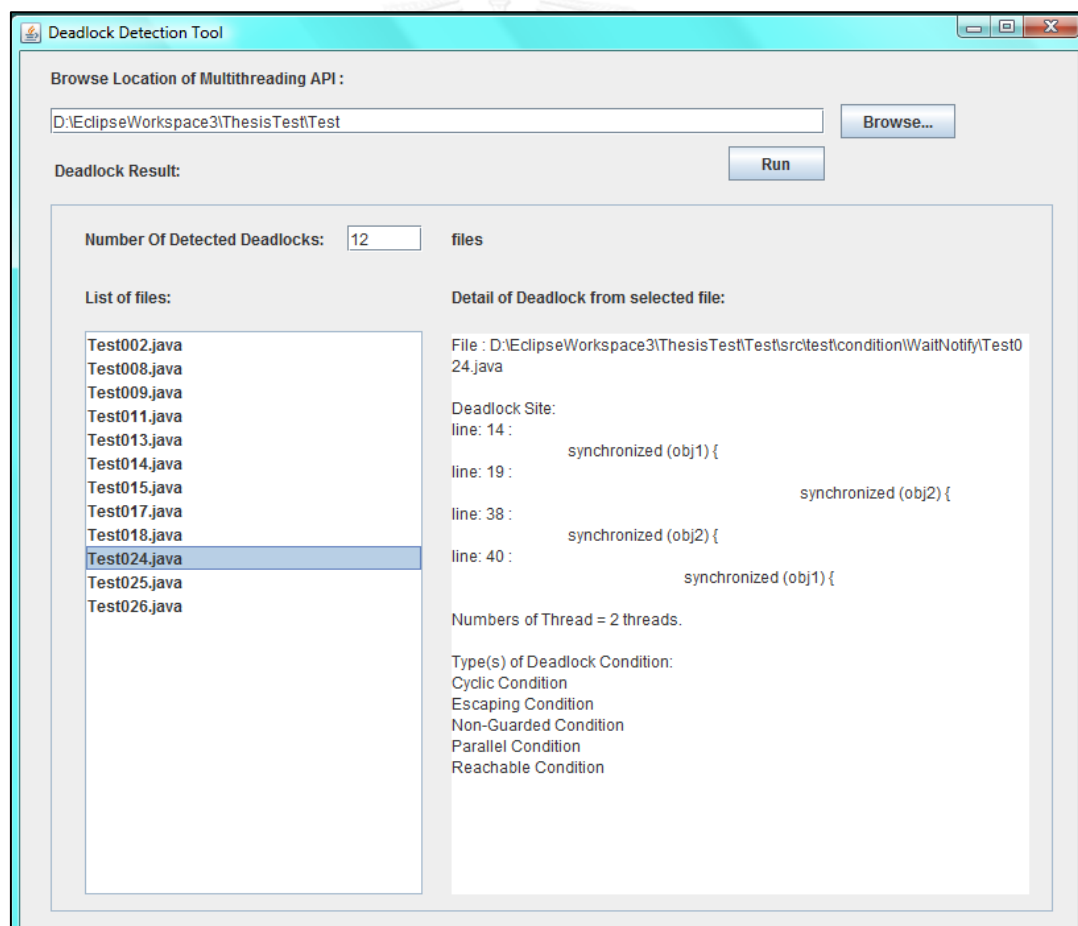 Deadlock Detection Tool
Browse Location of Multithreading API :
D:\EclipseWorkspace3\ThesisTest\Test
Browse...
Run
Deadlock Result:
Number Of Detected Deadlocks: 12 files
List of files:
Test002.java
Test008.java
Test009.java
Test011.java
Test013.java
Test014.java
Test015.java
Test017.java
Test018.java
Test024.java
Test025.java
Test026.java
Detail of Deadlock from selected file:
File : D:\EclipseWorkspace3\ThesisTest\Test\src\test\condition\WaitNotify\Test0
24.java
Deadlock Site:
line: 14 :
synchronized (obj1) {
line: 19 :
synchronized (obj2) {
line: 38 :
synchronized (obj2) {
line: 40 :
synchronized (obj1) {
Numbers of Thread = 2 threads.
Type(s) of Deadlock Condition:
Cyclic Condition
Escaping Condition
Non-Guarded Condition
Parallel Condition
Reachable Condition